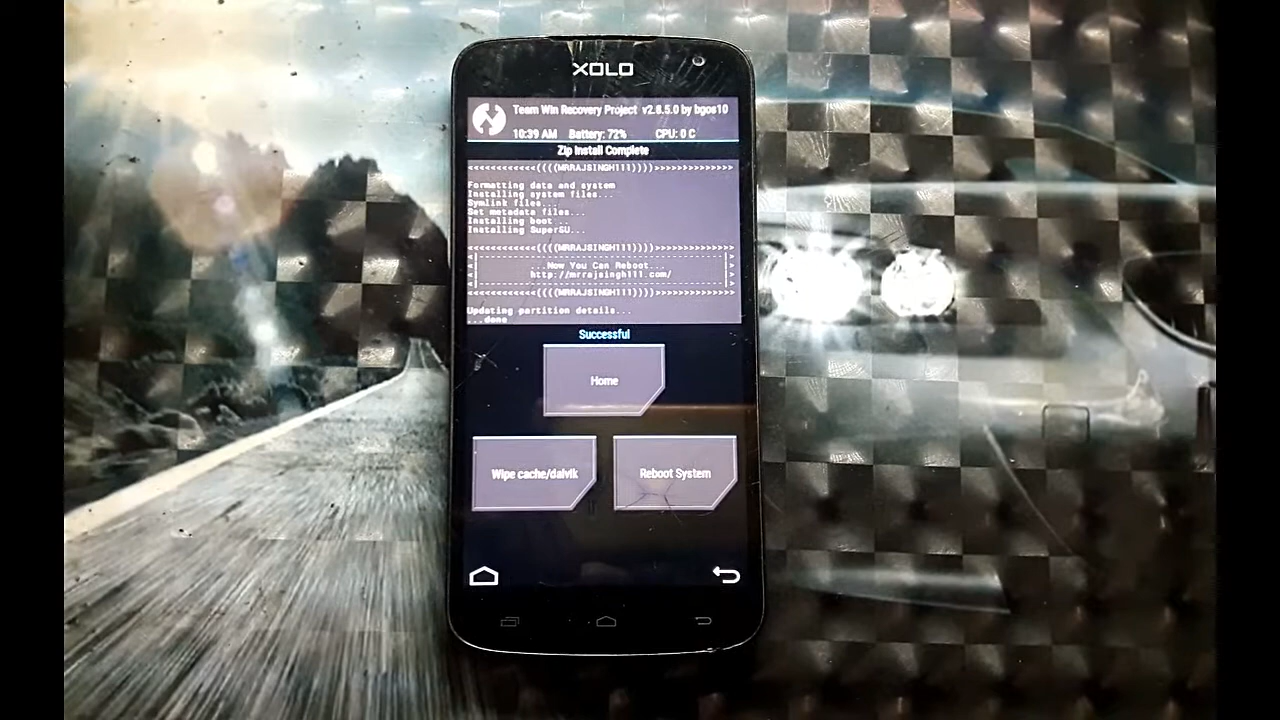 XOLO
Team Win Recovery Project v2.8.5.0 by bgos10
10:39 AM Battery: 72% CPU: 0 C
Zip Install Complete
<<<<<<<<<<<<((((MRRAJSINGH111))))>>>>>>>>>>>>
Formatting data and system
Installing system files...
Symlink files...
Set metadata files...
Installing boot...
Installing SuperSU...
<<<<<<<<<<<<((((MRRAJSINGH111))))>>>>>>>>>>>>
...Now You Can Reboot...
http://mrrajsingh111.com/
<<<<<<<<<<<<((((MRRAJSINGH111))))>>>>>>>>>>>>
Updating partition details...
...done
Successful
Home
Wipe cache/dalvik Reboot System